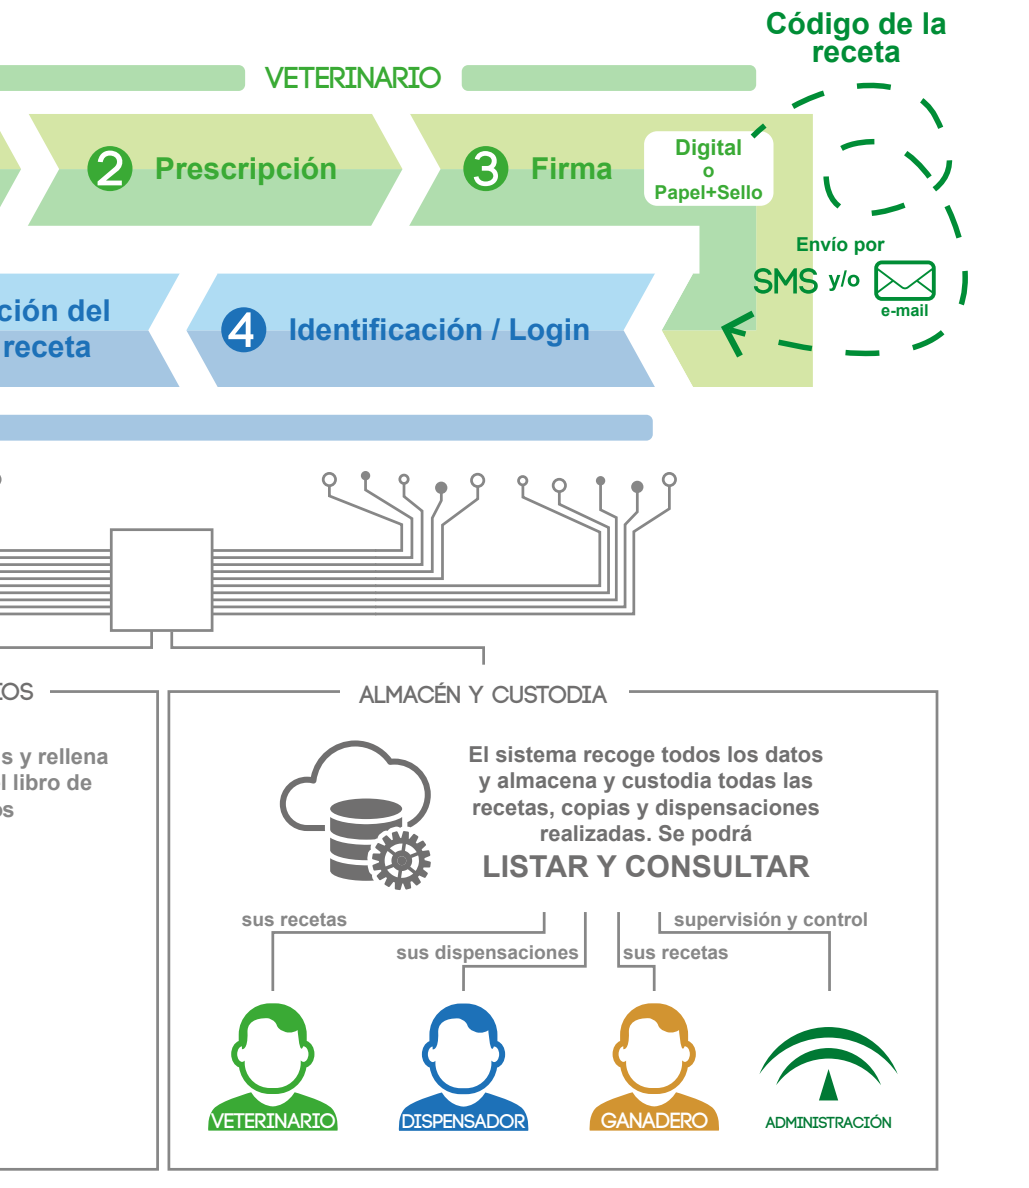 Código de la
receta
VETERINARIO
2 Prescripción
3 Firma
Digital
o
Papel+Sello
Envío por
SMS y/o
e-mail
ción del
receta
4 Identificación / Login
IOS
s y rellena
l libro de
s
ALMACÉN Y CUSTODIA
El sistema recoge todos los datos
y almacena y custodia todas las
recetas, copias y dispensaciones
realizadas. Se podrá
LISTAR Y CONSULTAR
sus recetas
supervisión y control
sus dispensaciones
sus recetas
VETERINARIO
DISPENSADOR
GANADERO
ADMINISTRACIÓN